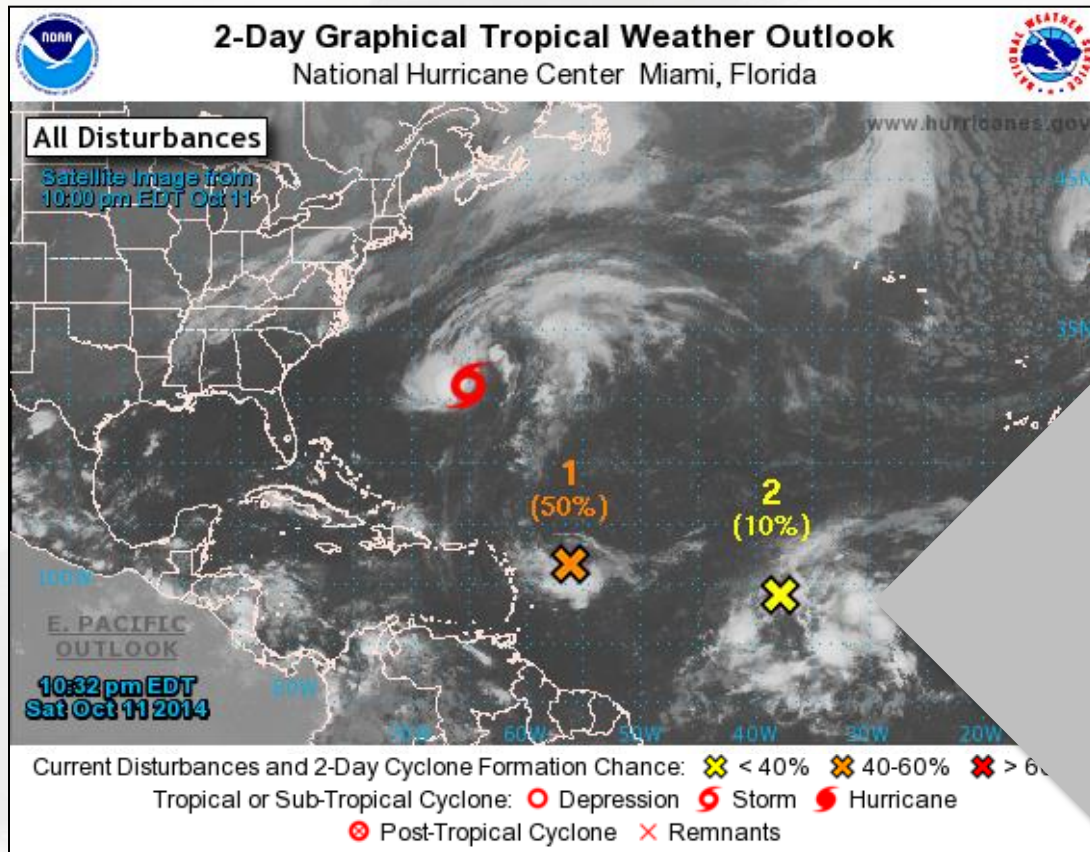 NOAA
2-Day Graphical Tropical Weather Outlook
National Hurricane Center Miami, Florida
NATIONAL WEATHER SERVICE
All Disturbances
www.hurricanes.gov
Satellite Image from
10:00 pm EDT Oct 11
45N
35N
1
(50%)
2
(10%)
100W
E. PACIFIC
OUTLOOK
10:32 pm EDT
Sat Oct 11 2014
60W
50W
40W
30W
20W
Current Disturbances and 2-Day Cyclone Formation Chance: < 40% 40-60% >
Tropical or Sub-Tropical Cyclone: Depression Storm Hurricane
Post-Tropical Cyclone Remnants